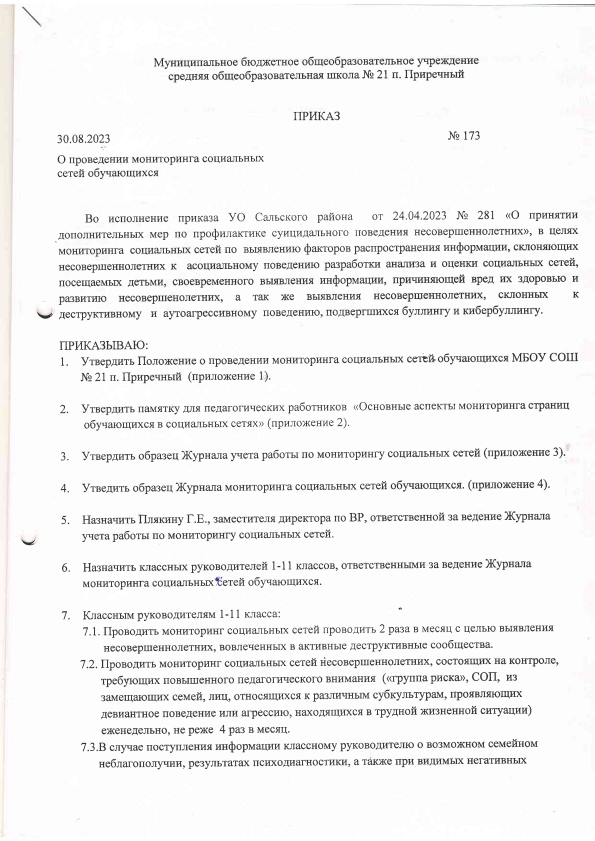 Муниципальное бюджетное общеобразовательное учреждение
средняя общеобразовательная школа № 21 п. Приречный
ПРИКАЗ
30.08.2023 № 173
О проведении мониторинга социальных
сетей обучающихся
Во исполнение приказа УО Сальского района от 24.04.2023 № 281 «О принятии
дополнительных мер по профилактике суицидального поведения несовершеннолетних», в целях
мониторинга социальных сетей по выявлению факторов распространения информации, склоняющих
несовершеннолетних к асоциальному поведению разработки анализа и оценки социальных сетей,
посещаемых детьми, своевременного выявления информации, причиняющей вред их здоровью и
развитию несовершенолетних, а так же выявления несовершеннолетних, склонных к
деструктивному и аутоагрессивному поведению, подвергшихся буллингу и кибербуллингу.
ПРИКАЗЫВАЮ:
1. Утвердить Положение о проведении мониторинга социальных сетей обучающихся МБОУ СОШ
№ 21 п. Приречный (приложение 1).
2. Утвердить памятку для педагогических работников «Основные аспекты мониторинга страниц
обучающихся в социальных сетях» (приложение 2).
3. Утвердить образец Журнала учета работы по мониторингу социальных сетей (приложение 3).
4. Утведить образец Журнала мониторинга социальных сетей обучающихся. (приложение 4).
5. Назначить Плякину Г.Е., заместителя директора по ВР, ответственной за ведение Журнала
учета работы по мониторингу социальных сетей.
6. Назначить классных руководителей 1-11 классов, ответственными за ведение Журнала
мониторинга социальных сетей обучающихся.
7. Классным руководителям 1-11 класса:
7.1. Проводить мониторинг социальных сетей проводить 2 раза в месяц с целью выявления
несовершеннолетних, вовлеченных в активные деструктивные сообщества.
7.2. Проводить мониторинг социальных сетей несовершеннолетних, состоящих на контроле,
требующих повышенного педагогического внимания («группа риска», СОП, из
замещающих семей, лиц, относящихся к различным субкультурам, проявляющих
девиантное поведение или агрессию, находящихся в трудной жизненной ситуации)
еженедельно, не реже 4 раз в месяц.
7.3.В случае поступления информации классному руководителю о возможном семейном
неблагополучии, результатах психодиагностики, а также при видимых негативных